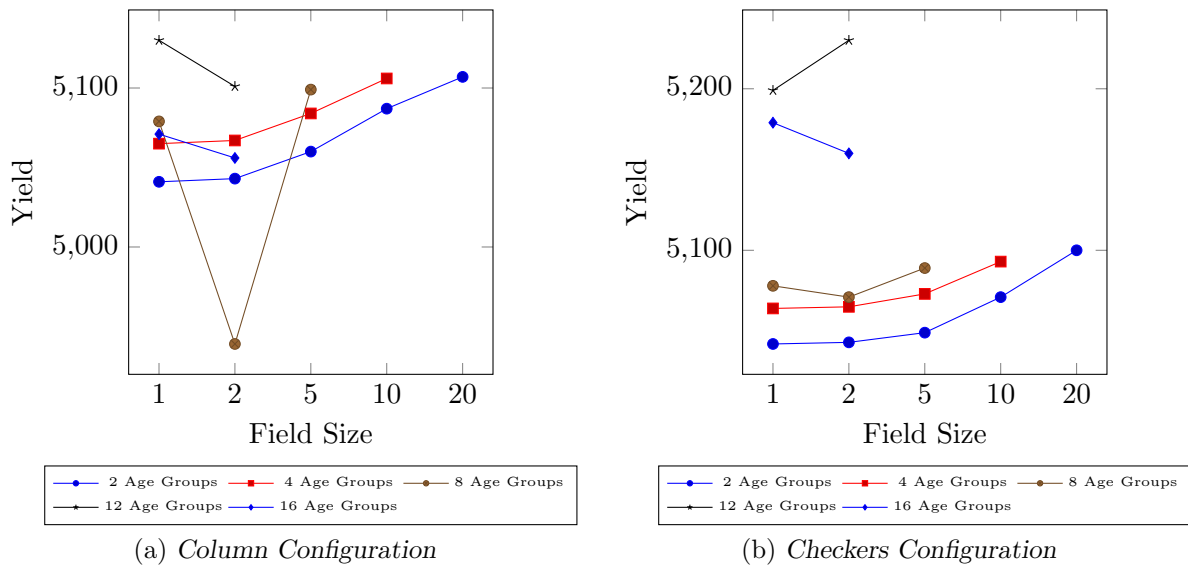 5,100
5,000
Yield
1 2 5 10 20
Field Size
2 Age Groups 4 Age Groups 8 Age Groups
12 Age Groups 16 Age Groups
(a) Column Configuration
5,200
5,100
Yield
1 2 5 10 20
Field Size
2 Age Groups 4 Age Groups 8 Age Groups
12 Age Groups 16 Age Groups
(b) Checkers Configuration